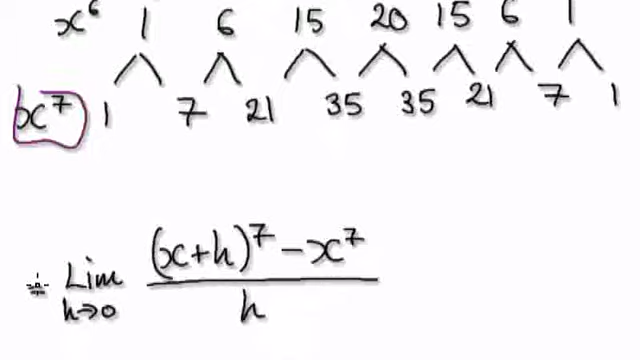 x⁶ 1 6 15 20 15 6 1
x⁷ 1 7 21 35 35 21 7 1
= Lim h→0 (x+h)⁷ - x⁷ / h